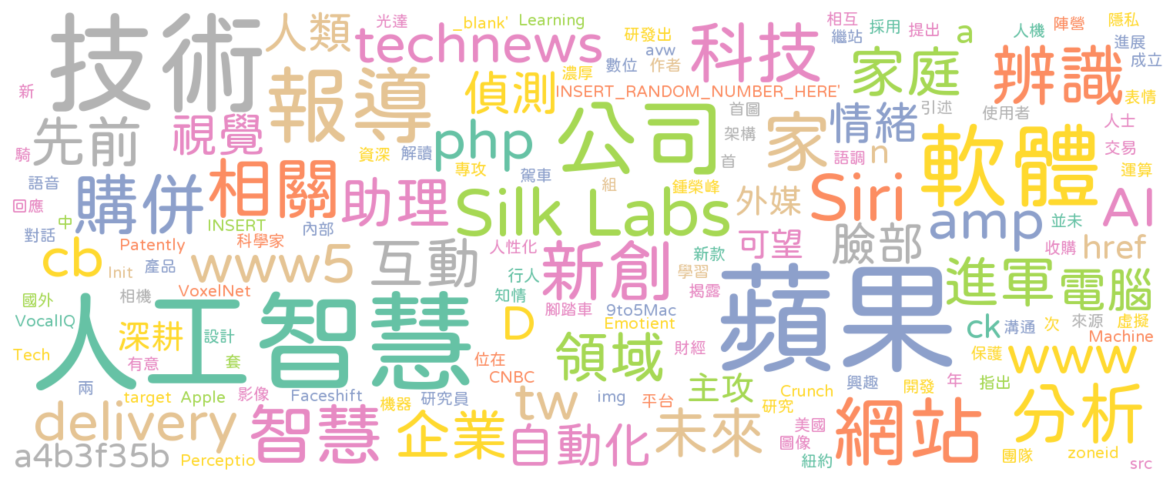 技術
人類
光達
_blank'
Learning
technews
研發出
avw
數位
作者
科技
相互
繼站
採用
提出
家庭
a
人機
陣營
隱私
進展
成立
辨識
表情
新
報導
偵測
濃厚
INSERT_RANDOM_NUMBER_HERE'
首圖
架構
引述
使用者
情緒
人士
交易
先前
視覺
php
公司
家
n
語調
軟體
運算
騎
資深
解讀
專攻
駕車
首
語音
購併
相關
助理
Silk Labs
組
鍾榮峰
外媒
Siri
amp
並未
AI
回應
中
對話
INSERT
內部
科學家
Patently
人性化
新款
可望
臉部
收購
href
cb
Init
產品
www5
互動
行人
新創
學習
揭露
進軍
電腦
國外
相機
VoxelNet
知情
腳踏車
9to5Mac
蘋果
VocalIQ
人工智慧
深耕
設計
D
Emotient
ck
溝通
次
來源
虛擬
Machine
Tech
有意
套
領域
財經
位在
CNBC
保護
www
兩
target
Apple
影像
Faceshift
機器
研究員
img
平台
主攻
研究
Crunch
興趣
開發
年
指出
delivery
智慧
企業
tw
自動化
未來
美國
圖像
紐約
網站
分析
團隊
zoneid
a4b3f35b
Perceptio
src